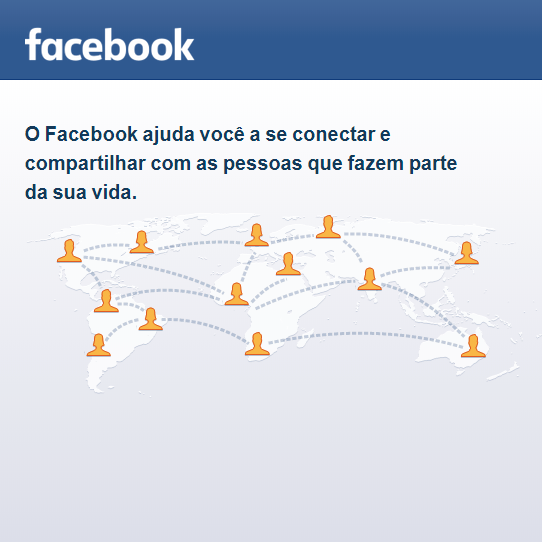 facebook
O Facebook ajuda você a se conectar e
compartilhar com as pessoas que fazem parte
da sua vida.